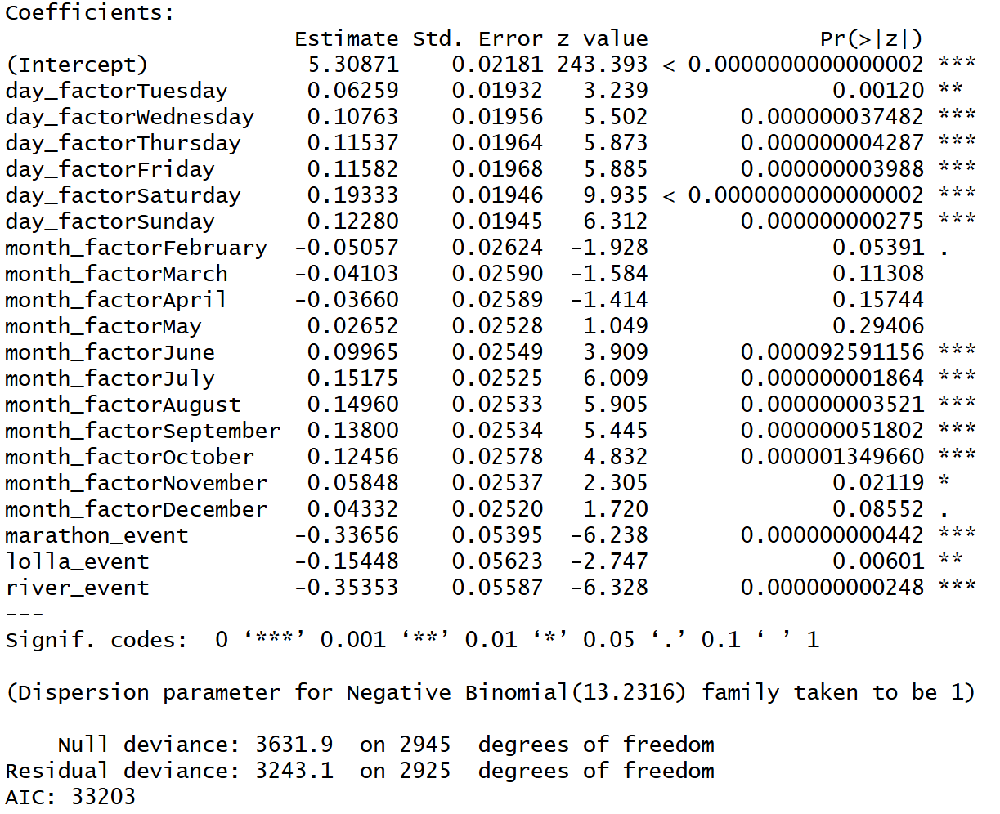 Coefficients:
                      Estimate Std. Error z value             Pr(>|z|)
(Intercept)            5.30871    0.02181 243.393 < 0.0000000000000002 ***
day_factorTuesday      0.06259    0.01932   3.239              0.00120 **
day_factorWednesday    0.10763    0.01956   5.502       0.000000037482 ***
day_factorThursday     0.11537    0.01964   5.873       0.000000004287 ***
day_factorFriday       0.11582    0.01968   5.885       0.000000003988 ***
day_factorSaturday     0.19333    0.01946   9.935 < 0.0000000000000002 ***
day_factorSunday       0.12280    0.01945   6.312       0.000000000275 ***
month_factorFebruary  -0.05057    0.02624  -1.928              0.05391 .
month_factorMarch     -0.04103    0.02590  -1.584              0.11308
month_factorApril     -0.03660    0.02589  -1.414              0.15744
month_factorMay        0.02652    0.02528   1.049              0.29406
month_factorJune       0.09965    0.02549   3.909       0.000092591156 ***
month_factorJuly       0.15175    0.02525   6.009       0.000000001864 ***
month_factorAugust     0.14960    0.02533   5.905       0.000000003521 ***
month_factorSeptember  0.13800    0.02534   5.445       0.000000051802 ***
month_factorOctober    0.12456    0.02578   4.832       0.000001349660 ***
month_factorNovember   0.05848    0.02537   2.305              0.02119 *
month_factorDecember   0.04332    0.02520   1.720              0.08552 .
marathon_event        -0.33656    0.05395  -6.238       0.000000000442 ***
lolla_event           -0.15448    0.05623  -2.747              0.00601 **
river_event           -0.35353    0.05587  -6.328       0.000000000248 ***
---
Signif. codes:  0 ‘***’ 0.001 ‘**’ 0.01 ‘*’ 0.05 ‘.’ 0.1 ‘ ’ 1

(Dispersion parameter for Negative Binomial(13.2316) family taken to be 1)

    Null deviance: 3631.9  on 2945  degrees of freedom
Residual deviance: 3243.1  on 2925  degrees of freedom
AIC: 33203